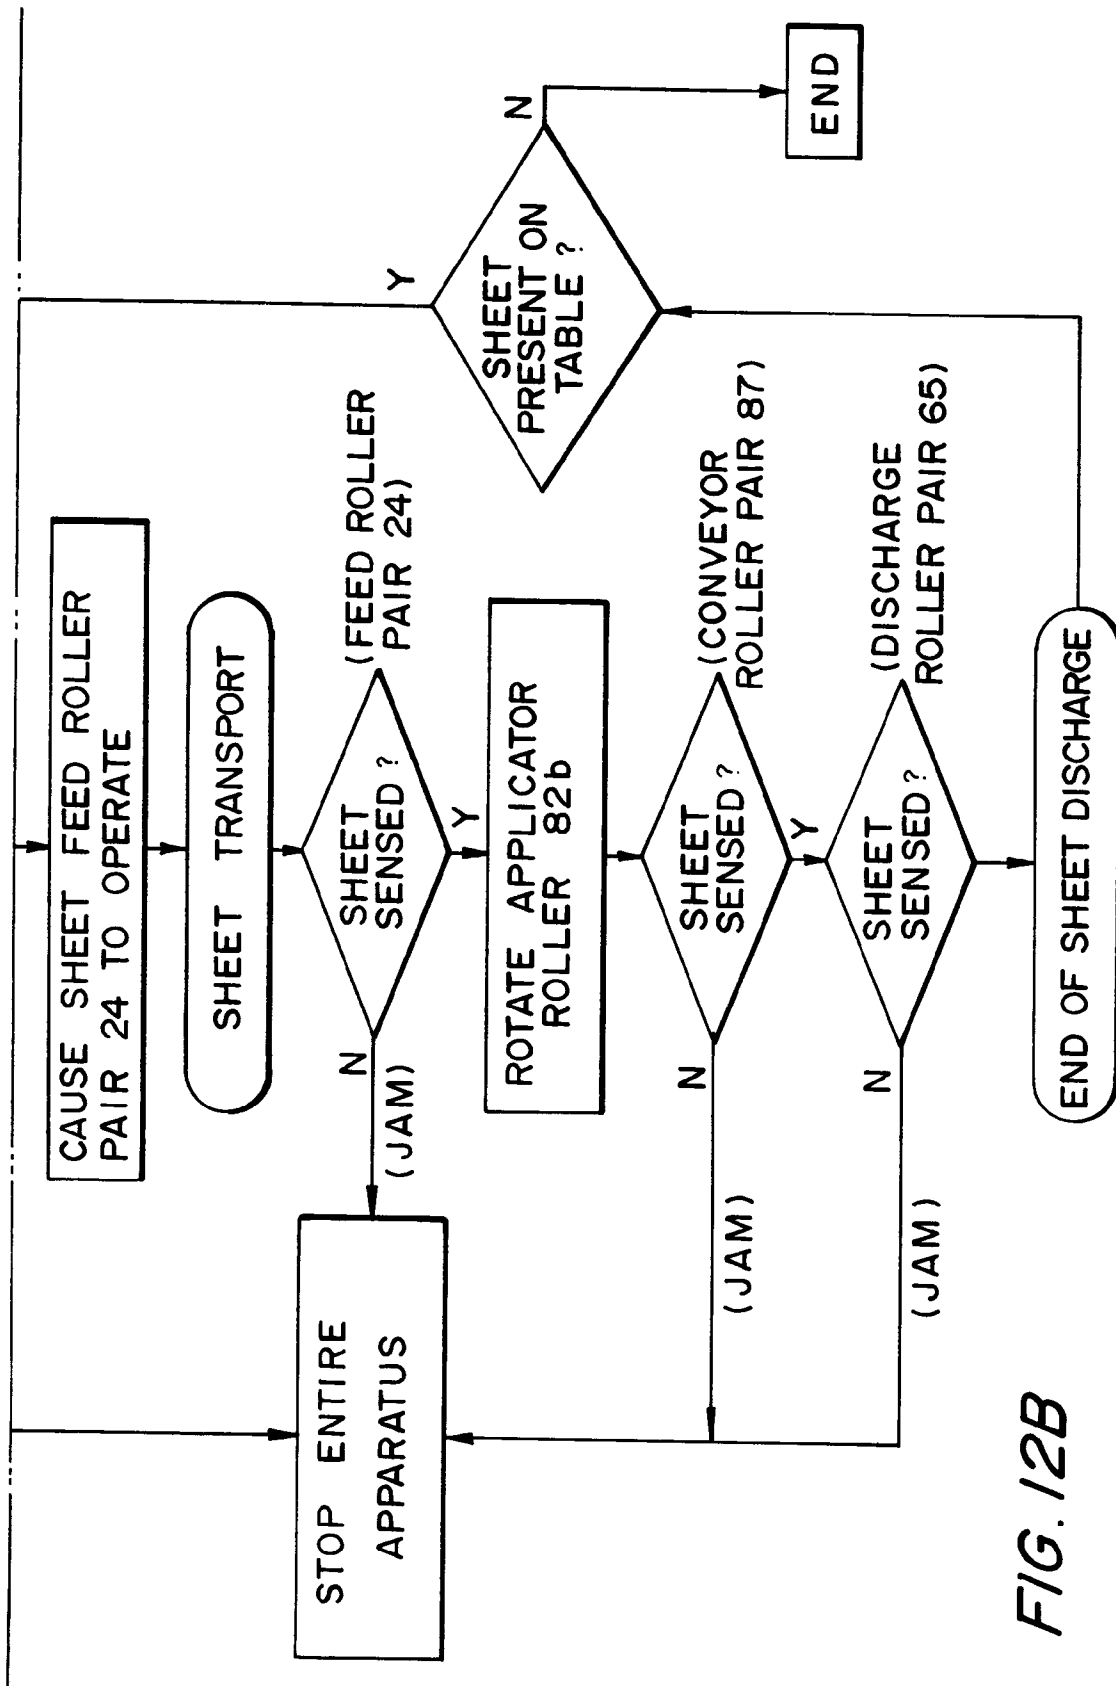 CAUSE SHEET FEED ROLLER
PAIR 24 TO OPERATE
SHEET TRANSPORT
SHEET
SENSED?
(FEED ROLLER
PAIR 24)
N
(JAM)
Y
STOP ENTIRE
APPARATUS
ROTATE APPLICATOR
ROLLER 82b
SHEET
SENSED?
(CONVEYOR
ROLLER PAIR 87)
N
(JAM)
Y
SHEET
SENSED?
(DISCHARGE
ROLLER PAIR 65)
N
(JAM)
END OF SHEET DISCHARGE
SHEET
PRESENT ON
TABLE?
Y
N
END
FIG. 12B